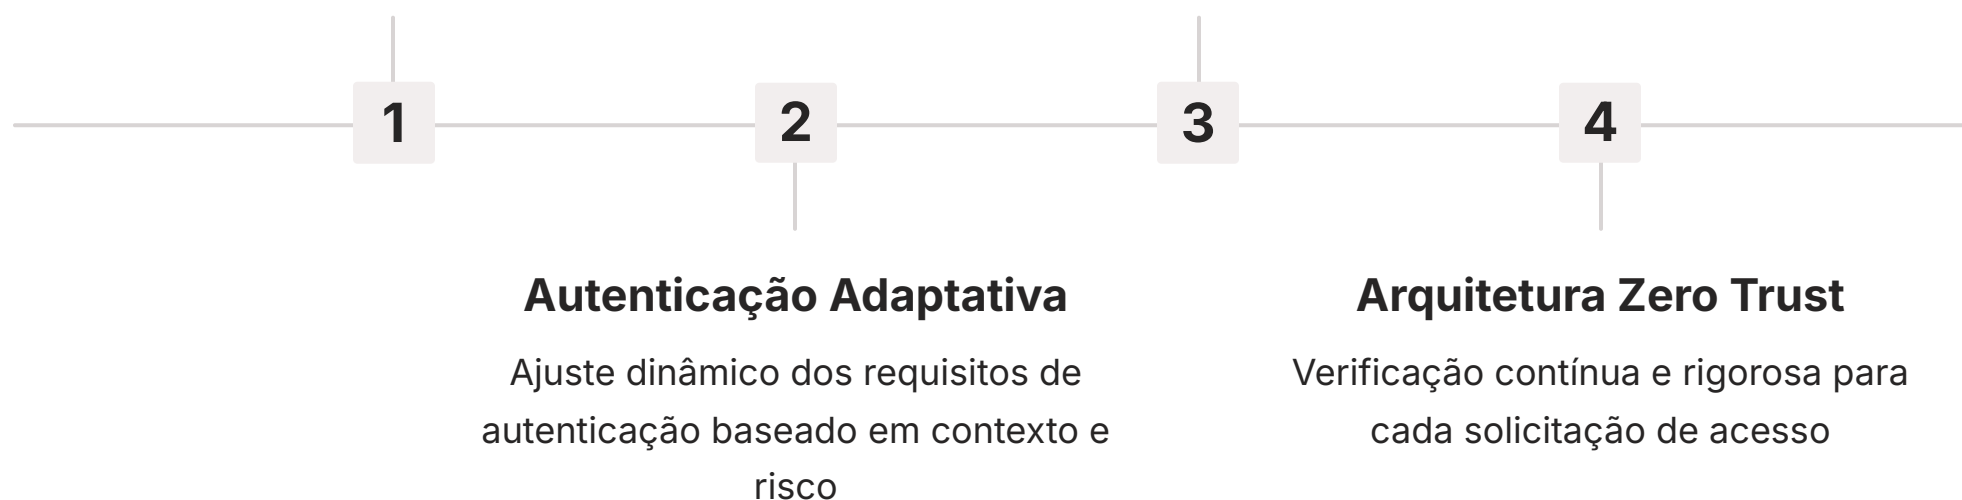 1
2
3
4
Autenticação Adaptativa
Ajuste dinâmico dos requisitos de
autenticação baseado em contexto e
risco
Arquitetura Zero Trust
Verificação contínua e rigorosa para
cada solicitação de acesso